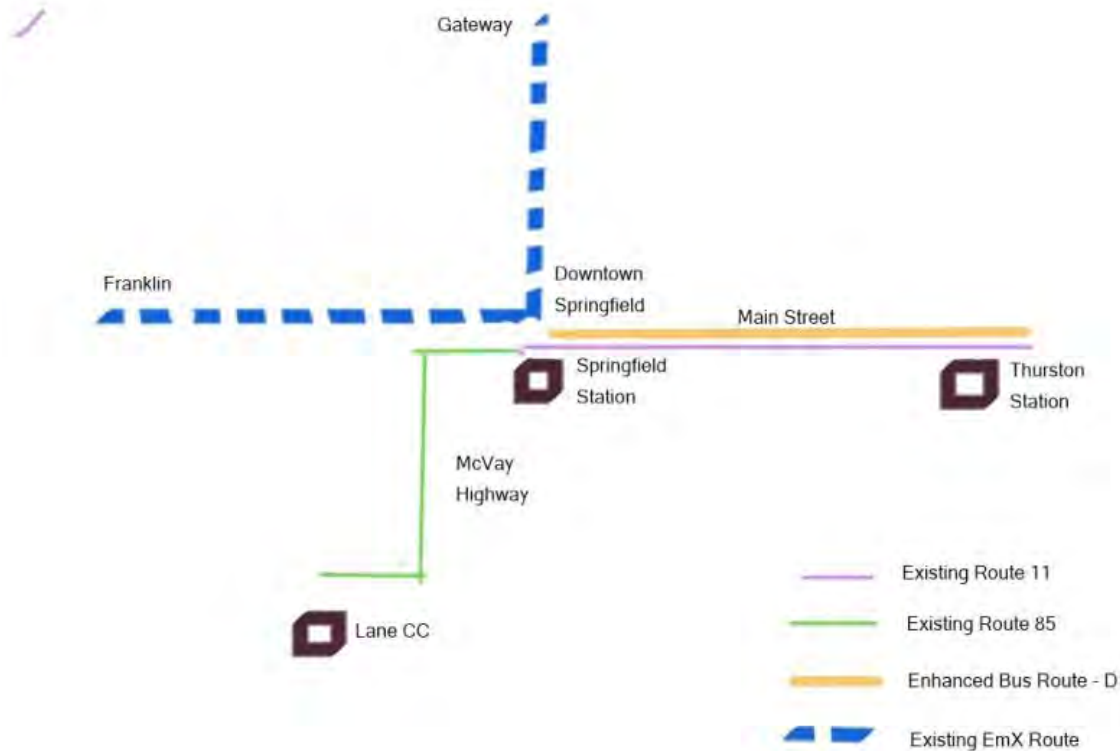 Gateway
Franklin
Downtown
Springfield
Main Street
Springfield
Station
Thurston
Station
McVay
Highway
Lane CC
Existing Route 11
Existing Route 85
Enhanced Bus Route - D
Existing EmX Route